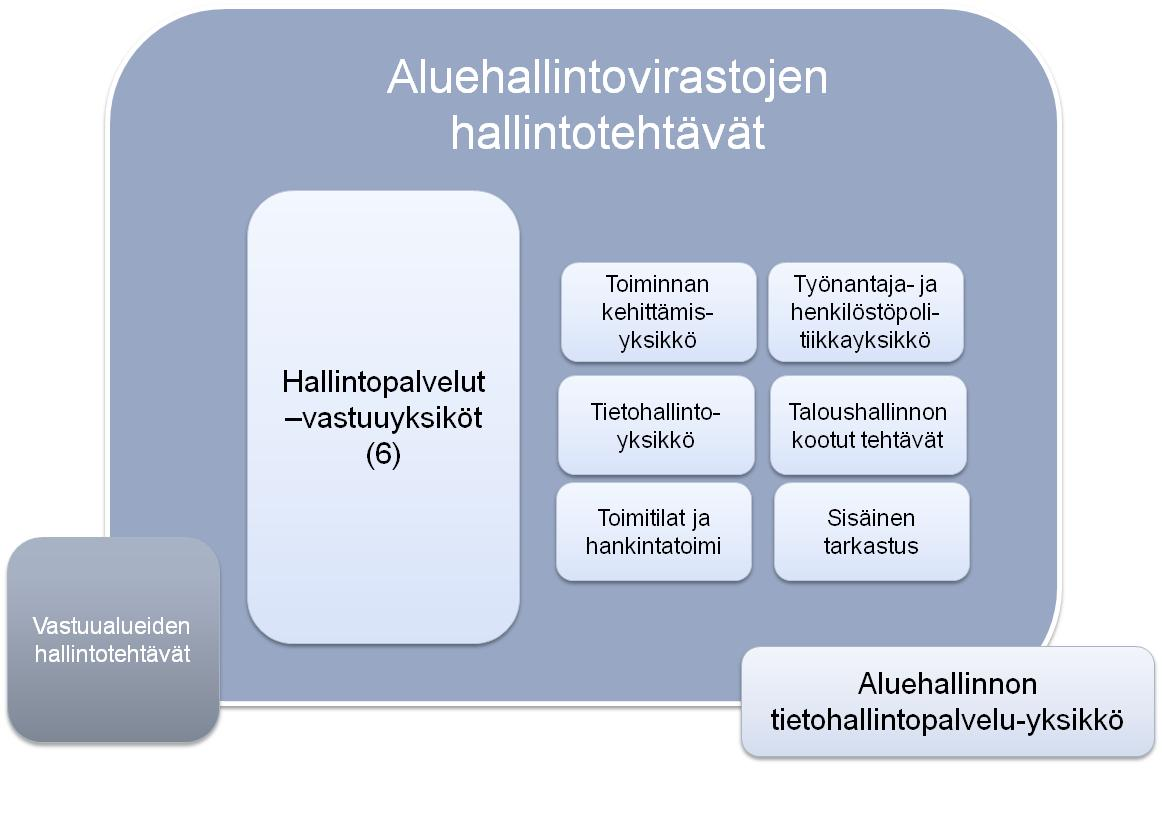 Aluehallintovirastojen
hallintotehtävät
Hallintopalvelut
–vastuuyksiköt
(6)
Toiminnan
kehittämis-
yksikkö
Työnantaja- ja
henkilöstöpoli-
tiikkayksikkö
Tietohallinto-
yksikkö
Taloushallinnon
kootut tehtävät
Toimitilat ja
hankintatoimi
Sisäinen
tarkastus
Vastuualueiden
hallintotehtävät
Aluehallinnon
tietohallintopalvelu-yksikkö